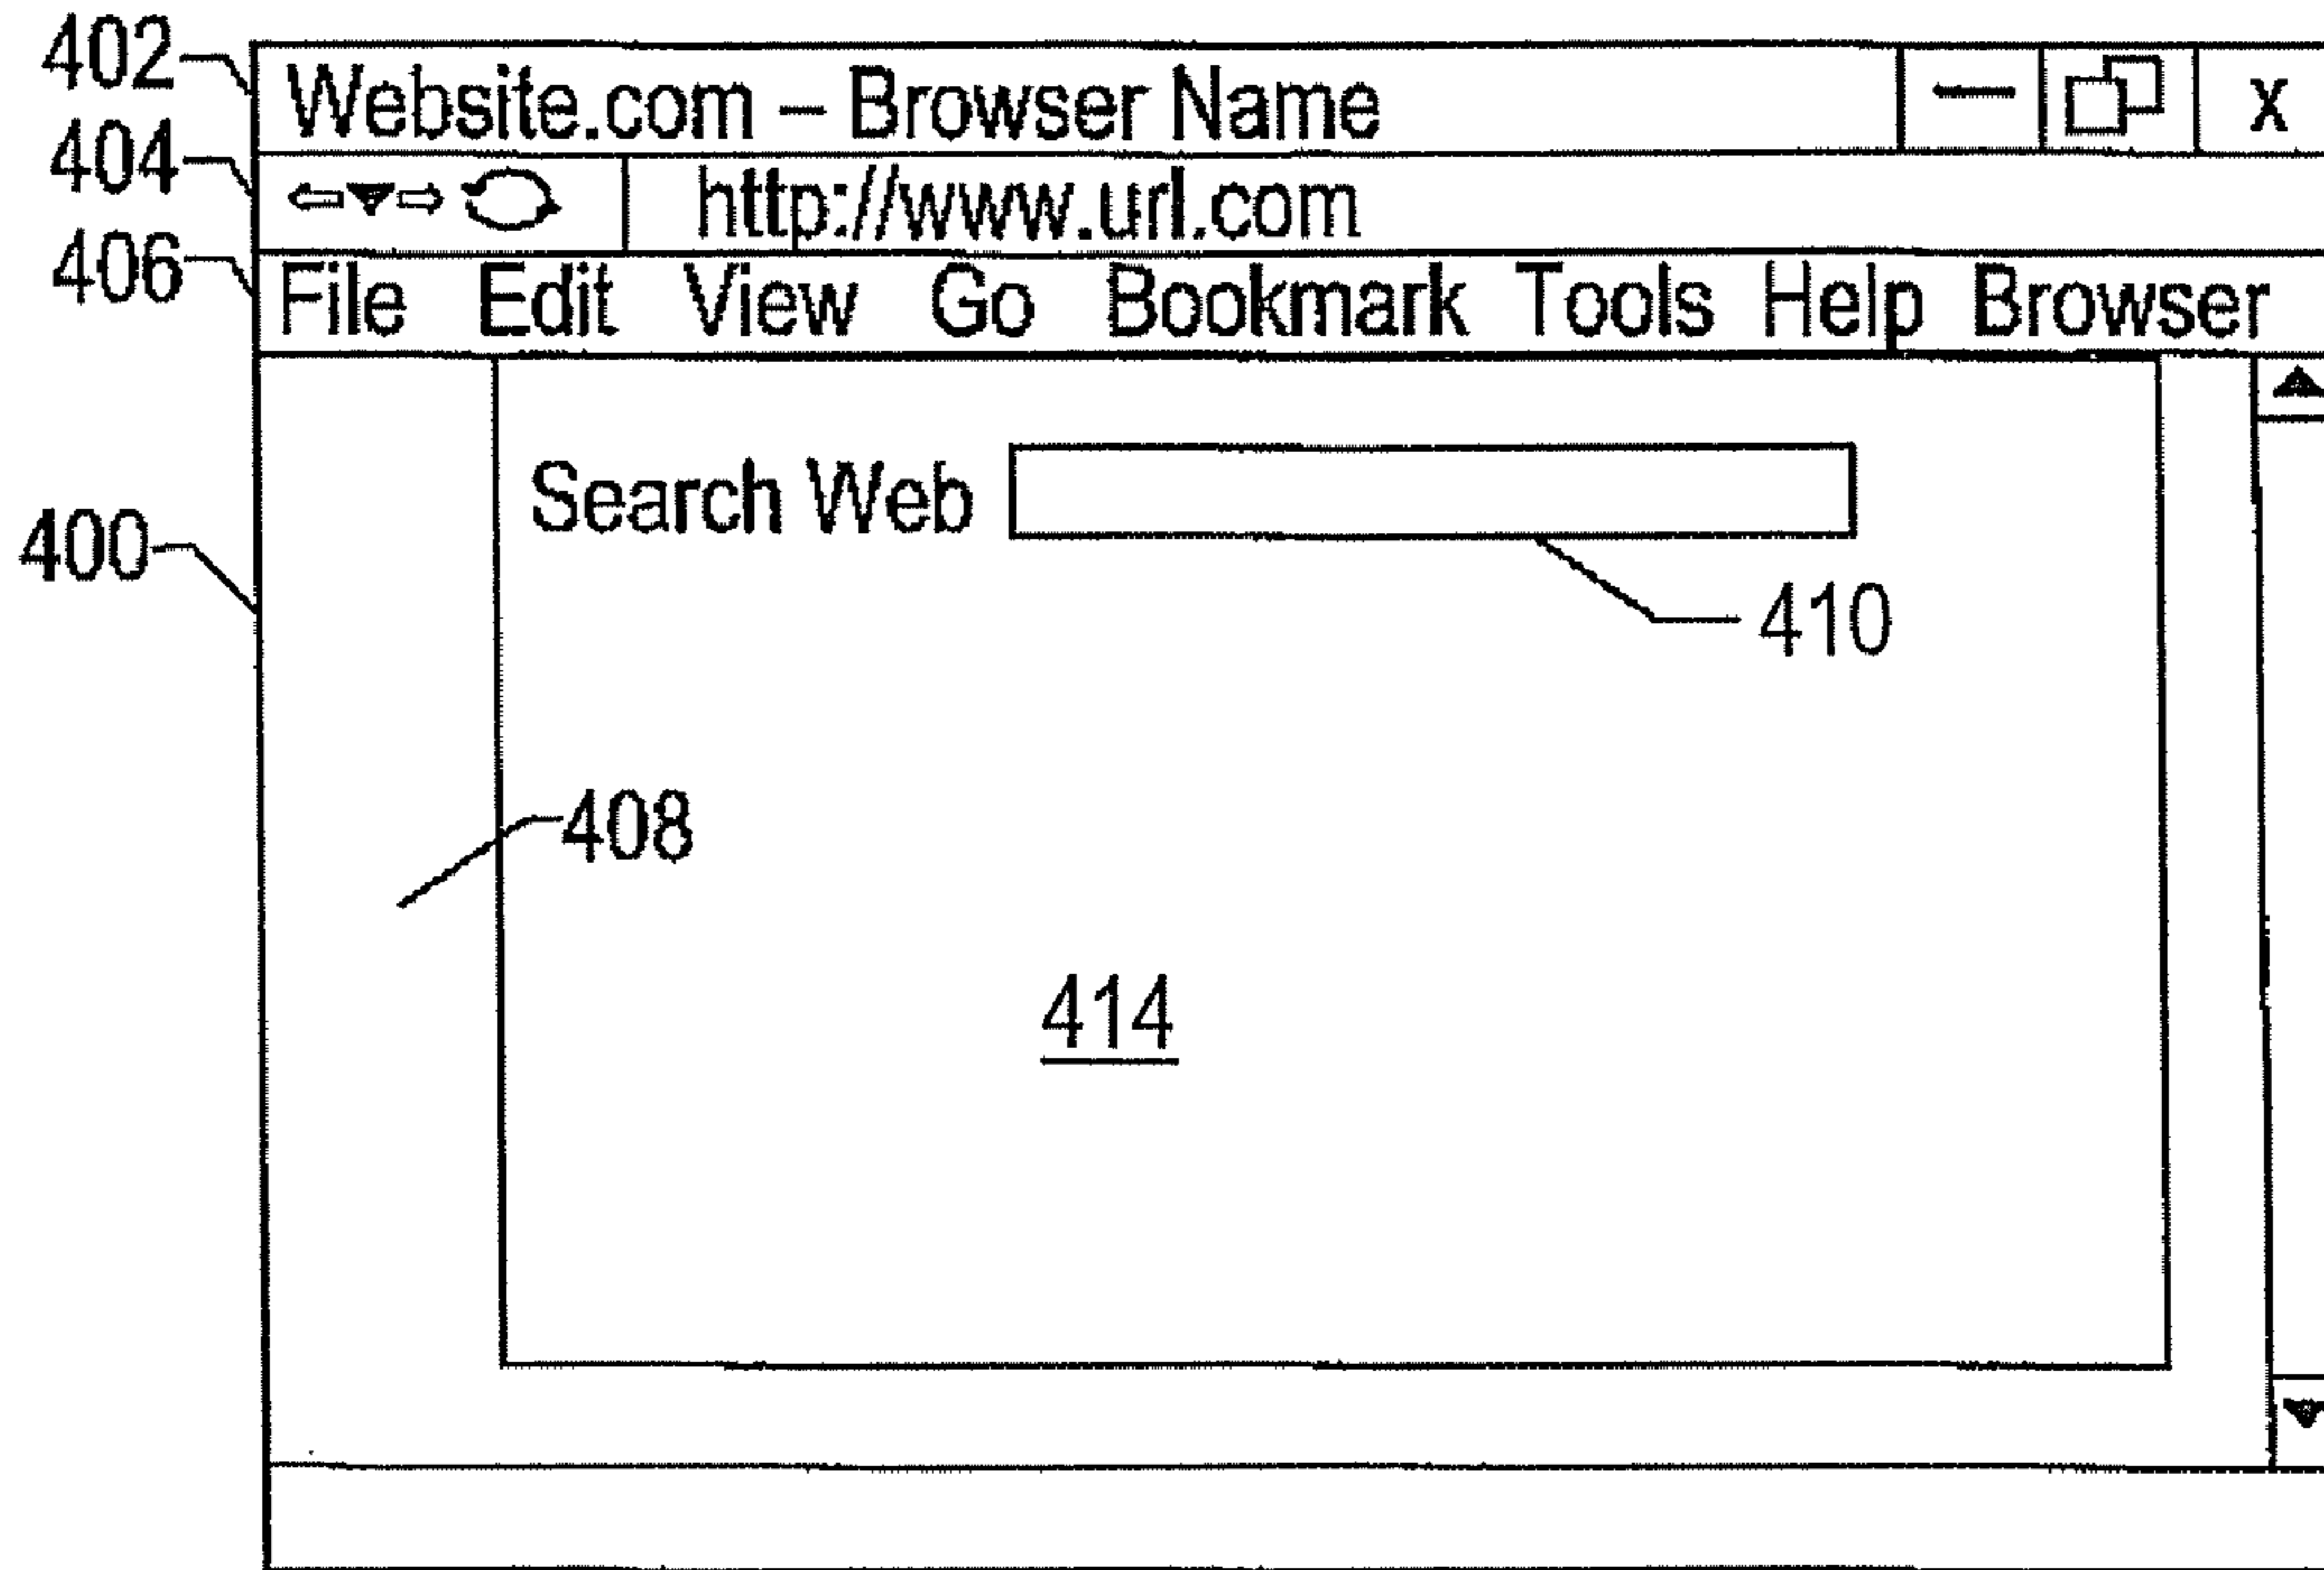 402
Website.com – Browser Name x
404
http://www.url.com
406
File Edit View Go Bookmark Tools Help Browser
Search Web
400
410
408
414